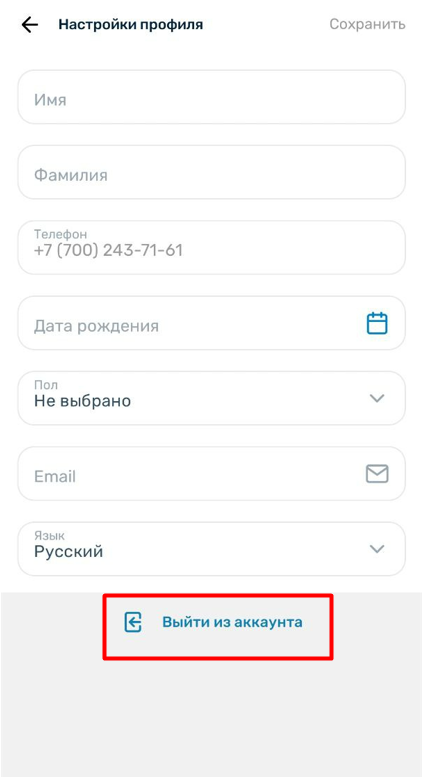 Настройки профиля Сохранить
Имя
Фамилия
Телефон
+7 (700) 243-71-61
Дата рождения
Пол
Не выбрано
Email
Язык
Русский
Выйти из аккаунта